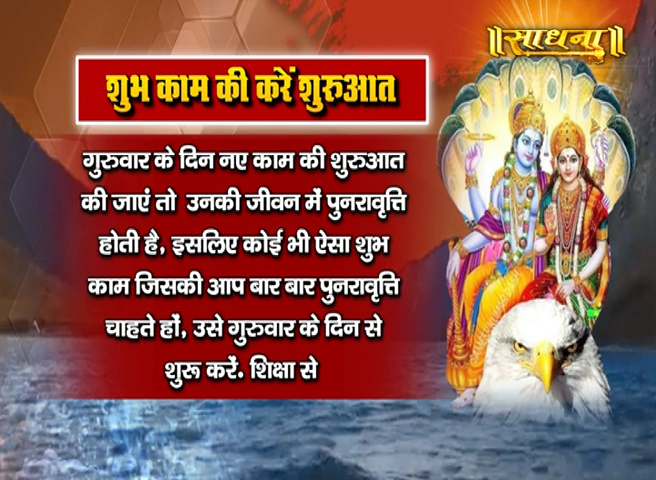 ॥साधना॥
शुभ काम की करें शुरुआत
गुरुवार के दिन नए काम की शुरुआत
की जाएं तो उनकी जीवन में पुनरावृत्ति
होती है, इसलिए कोई भी ऐसा शुभ
काम जिसकी आप बार बार पुनरावृत्ति
चाहते हों, उसे गुरुवार के दिन से
शुरू करें. शिक्षा से